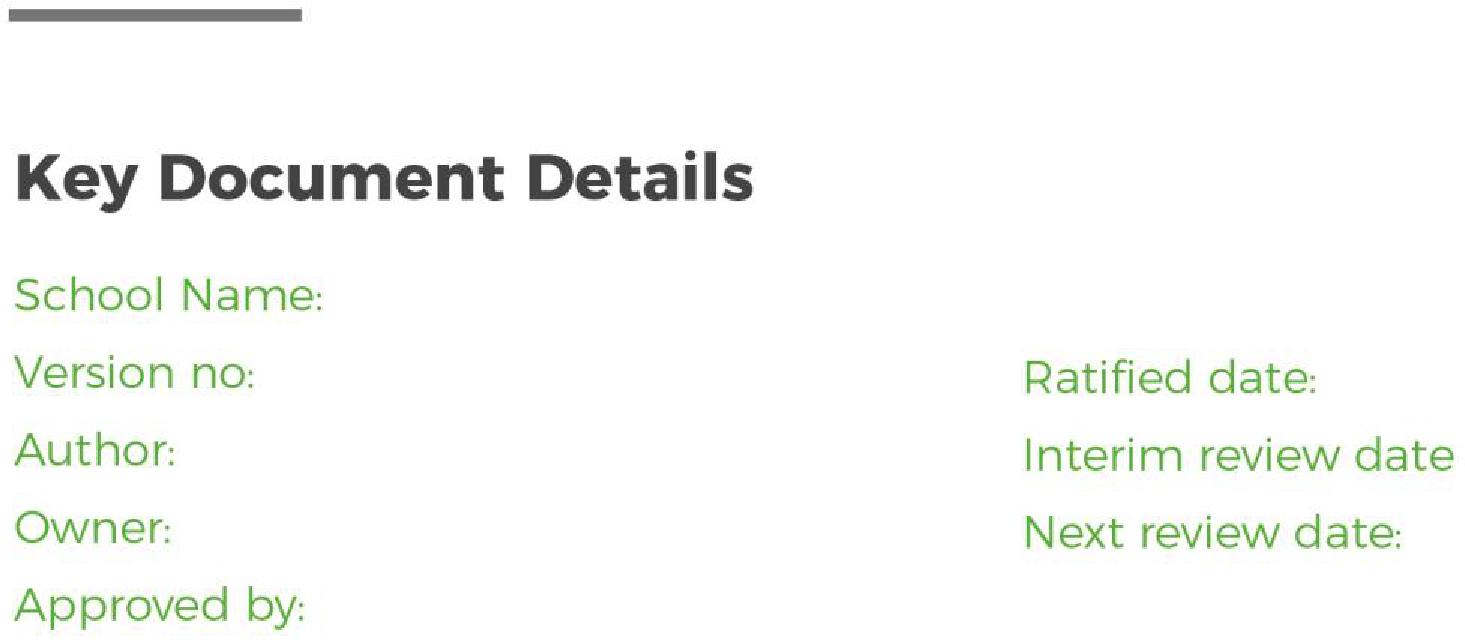 Key Document Details
School Name:
Version no:
Ratified date:
Author:
Interim review date
Owner:
Next review date:
Approved by: